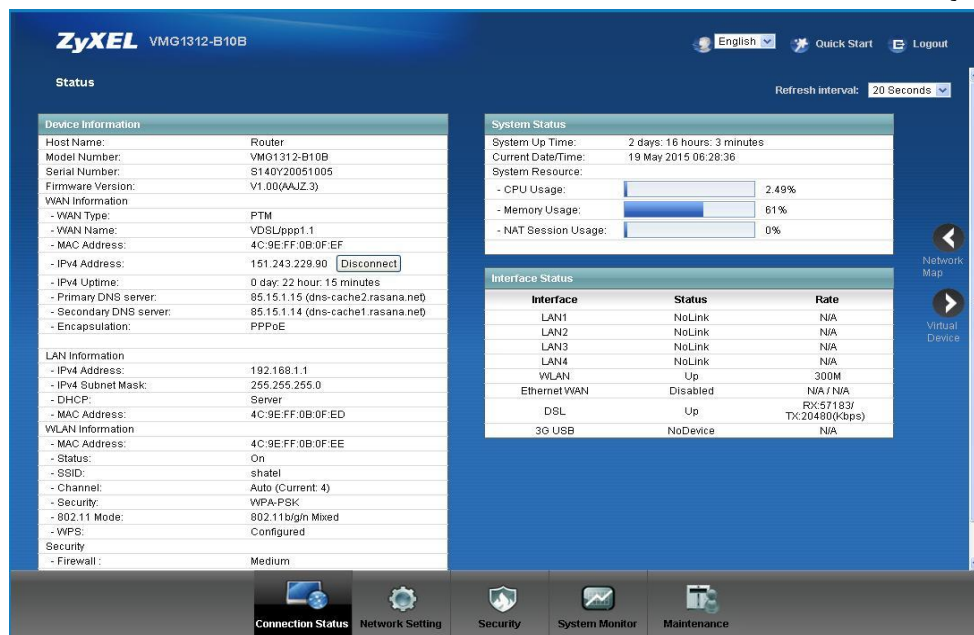 ZyXEL VMG1312-B10B
English Quick Start Logout
Status
Refresh interval: 20 Seconds
Device Information
Host Name: Router
Model Number: VMG1312-B10B
Serial Number: S140Y20051005
Firmware Version: V1.00(AAJZ.3)
WAN Information
- WAN Type: PTM
- WAN Name: VDSL/ppp1.1
- MAC Address: 4C:9E:FF:0B:0F:EF
- IPv4 Address: 151.243.229.90 Disconnect
- IPv4 Uptime: 0 day: 22 hour: 15 minutes
- Primary DNS server: 85.15.1.15 (dns-cache2.rasana.net)
- Secondary DNS server: 85.15.1.14 (dns-cache1.rasana.net)
- Encapsulation: PPPoE
LAN Information
- IPv4 Address: 192.168.1.1
- IPv4 Subnet Mask: 255.255.255.0
- DHCP: Server
- MAC Address: 4C:9E:FF:0B:0F:ED
WLAN Information
- MAC Address: 4C:9E:FF:0B:0F:EE
- Status: On
- SSID: shatel
- Channel: Auto (Current: 4)
- Security: WPA-PSK
- 802.11 Mode: 802.11b/g/n Mixed
- WPS: Configured
Security
- Firewall : Medium
System Status
System Up Time: 2 days: 16 hours: 3 minutes
Current Date/Time: 19 May 2015 06:28:36
System Resource:
- CPU Usage: 2.49%
- Memory Usage: 61%
- NAT Session Usage: 0%
Interface Status
Interface Status Rate
LAN1 NoLink N/A
LAN2 NoLink N/A
LAN3 NoLink N/A
LAN4 NoLink N/A
WLAN Up 300M
Ethernet WAN Disabled N/A / N/A
DSL Up RX:57183/
TX:20480(Kbps)
3G USB NoDevice N/A
Network
Map
Virtual
Device
Connection Status Network Setting Security System Monitor Maintenance